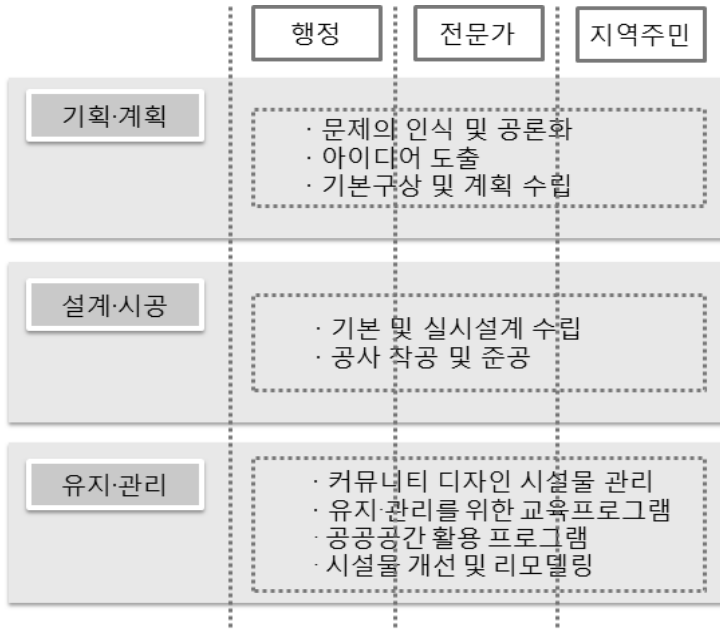 행정 전문가 지역주민
기획·계획
· 문제의 인식 및 공론화
· 아이디어 도출
· 기본구상 및 계획 수립
설계·시공
· 기본 및 실시설계 수립
· 공사 착공 및 준공
유지·관리
· 커뮤니티 디자인 시설물 관리
· 유지·관리를 위한 교육프로그램
· 공공공간 활용 프로그램
· 시설물 개선 및 리모델링